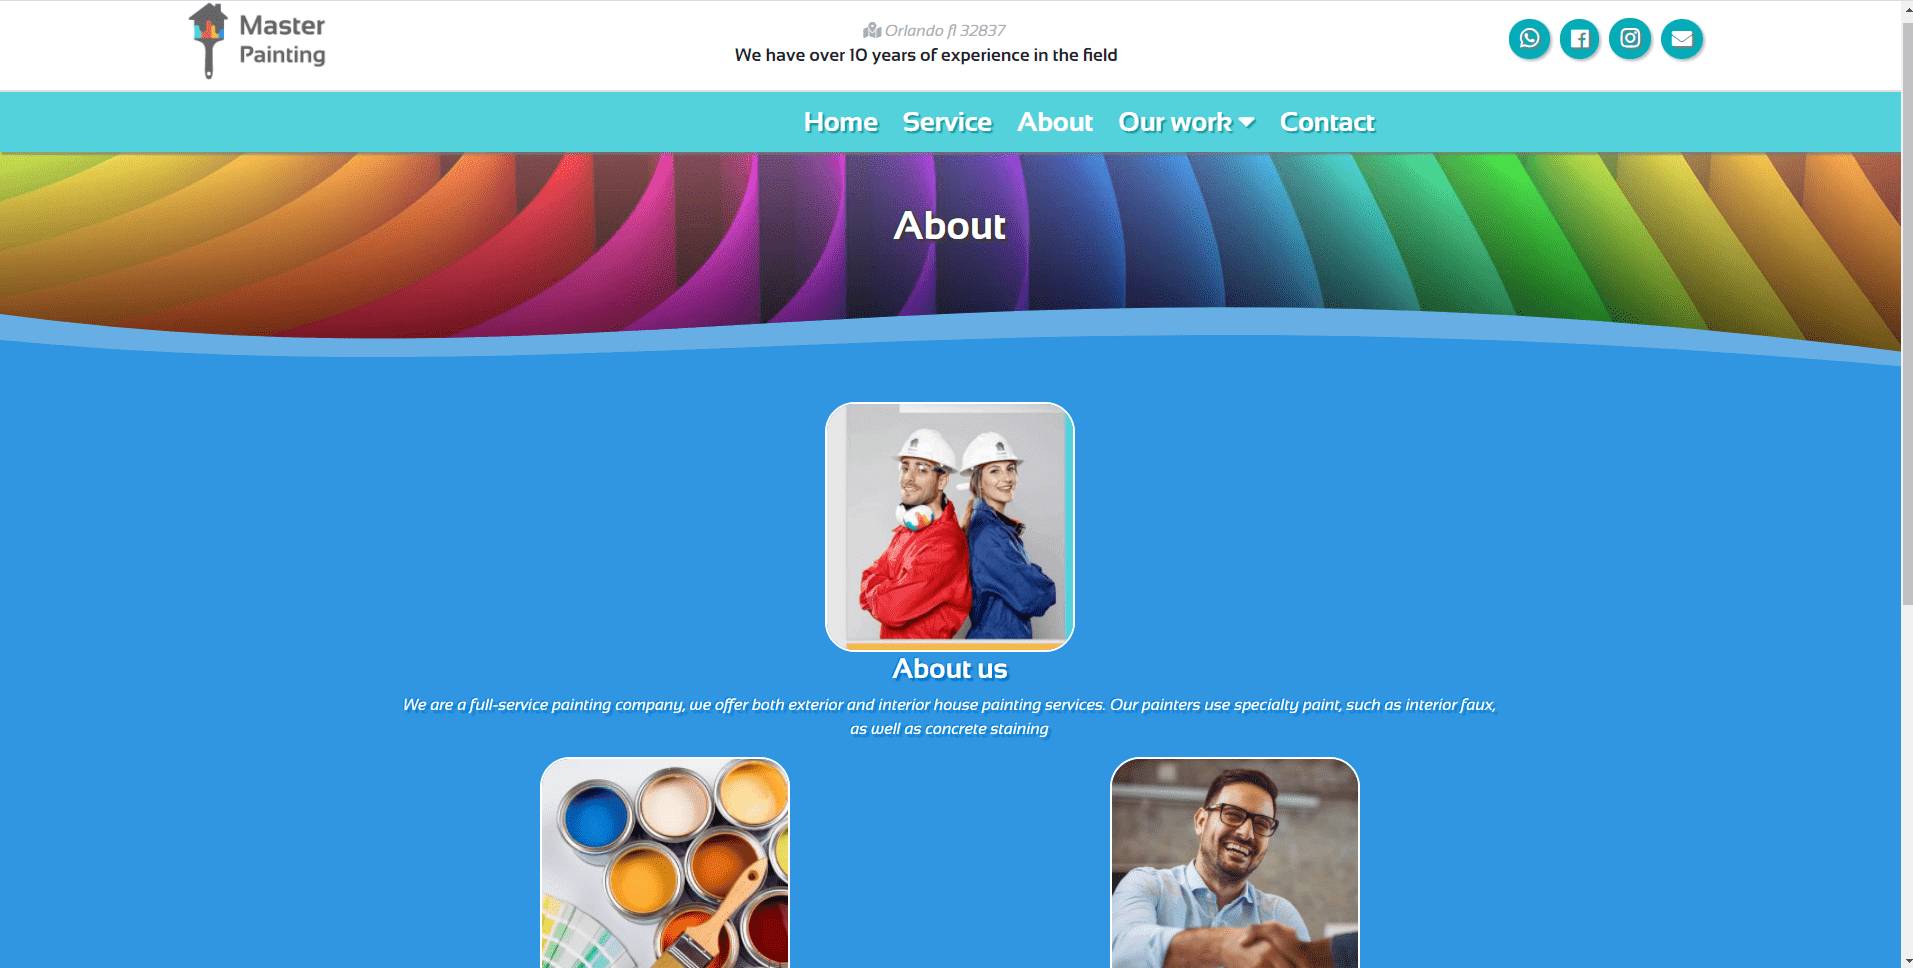 Master
Painting
Orlando fl 32837
We have over 10 years of experience in the field
Home Service About Our work Contact
About
About us
We are a full-service painting company, we offer both exterior and interior house painting services. Our painters use specialty paint, such as interior faux,
as well as concrete staining